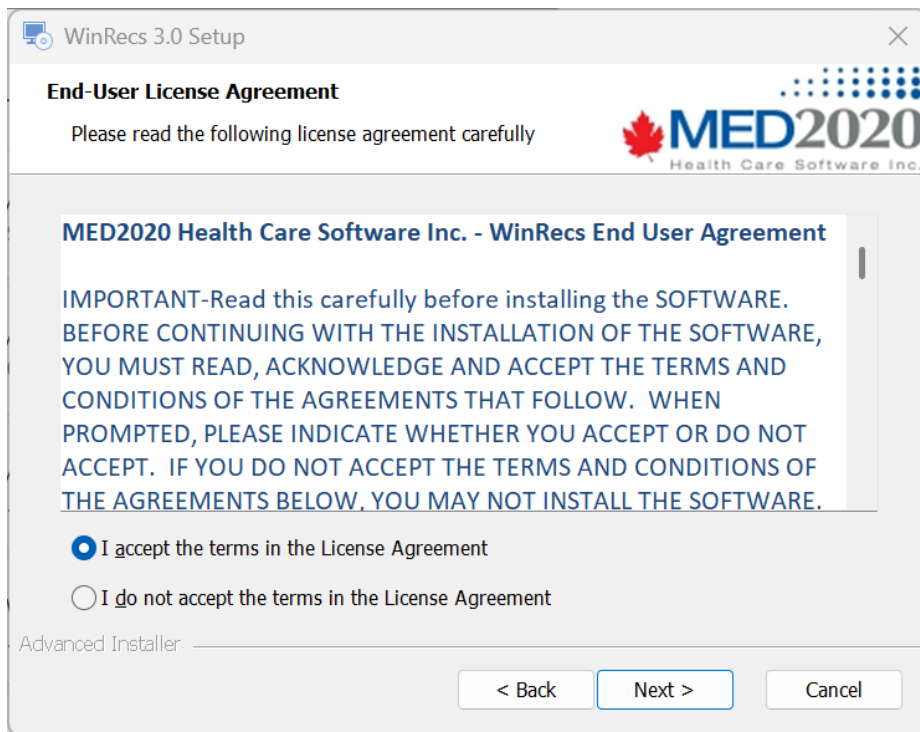 WinRecs 3.0 Setup
End-User License Agreement
Please read the following license agreement carefully
MED2020
Health Care Software Inc.
MED2020 Health Care Software Inc. - WinRecs End User Agreement
IMPORTANT-Read this carefully before installing the SOFTWARE.
BEFORE CONTINUING WITH THE INSTALLATION OF THE SOFTWARE,
YOU MUST READ, ACKNOWLEDGE AND ACCEPT THE TERMS AND
CONDITIONS OF THE AGREEMENTS THAT FOLLOW.  WHEN
PROMPTED, PLEASE INDICATE WHETHER YOU ACCEPT OR DO NOT
ACCEPT.  IF YOU DO NOT ACCEPT THE TERMS AND CONDITIONS OF
THE AGREEMENTS BELOW, YOU MAY NOT INSTALL THE SOFTWARE.
I accept the terms in the License Agreement
I do not accept the terms in the License Agreement
Advanced Installer
< Back
Next >
Cancel